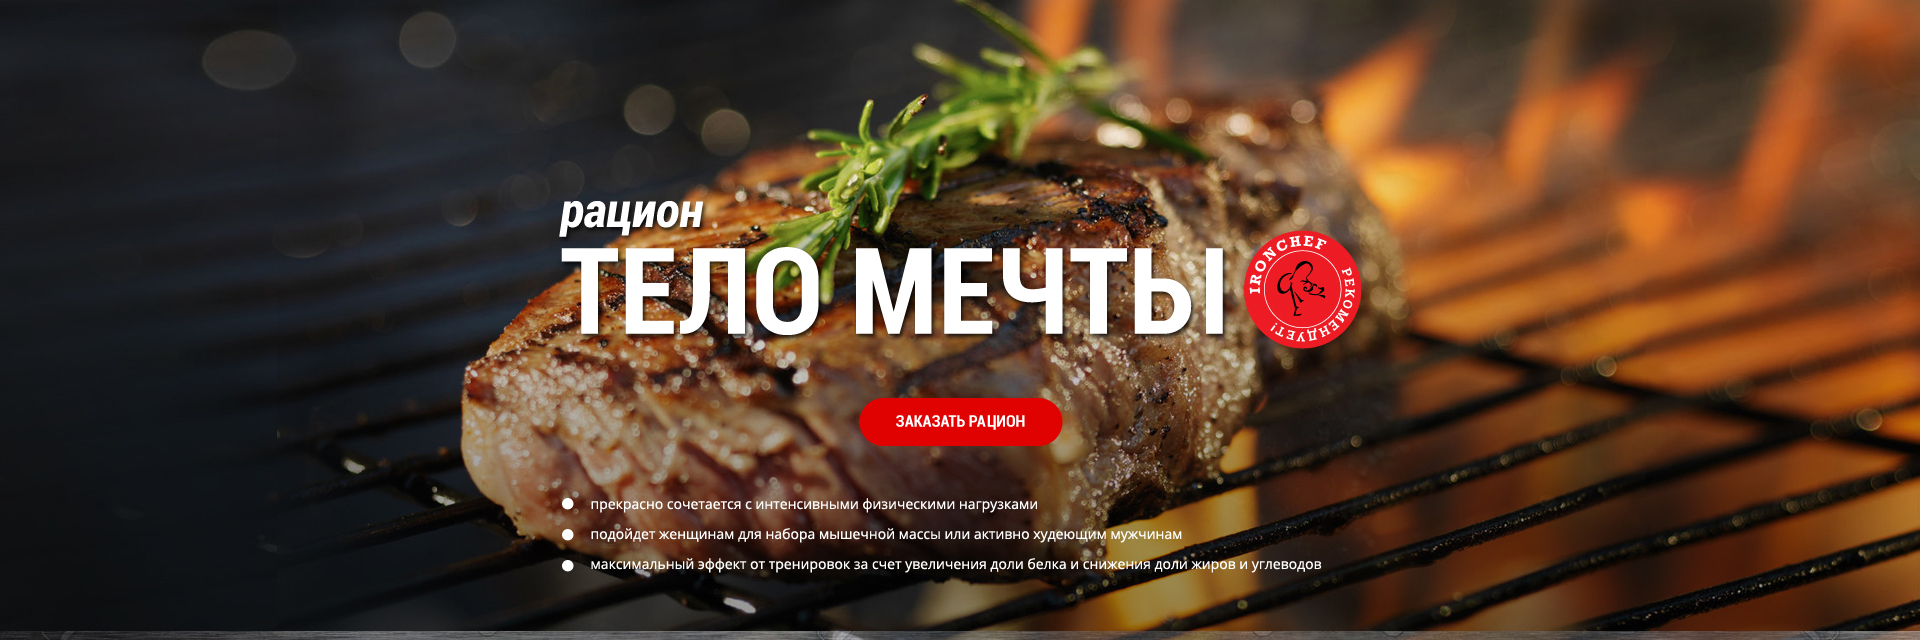 рацион
ТЕЛО МЕЧТЫ
IRONCHEF
РЕКОМЕНДУЕТ!
ЗАКАЗАТЬ РАЦИОН
прекрасно сочетается с интенсивными физическими нагрузками
подойдет женщинам для набора мышечной массы или активно худеющим мужчинам
максимальный эффект от тренировок за счет увеличения доли белка и снижения доли жиров и углеводов